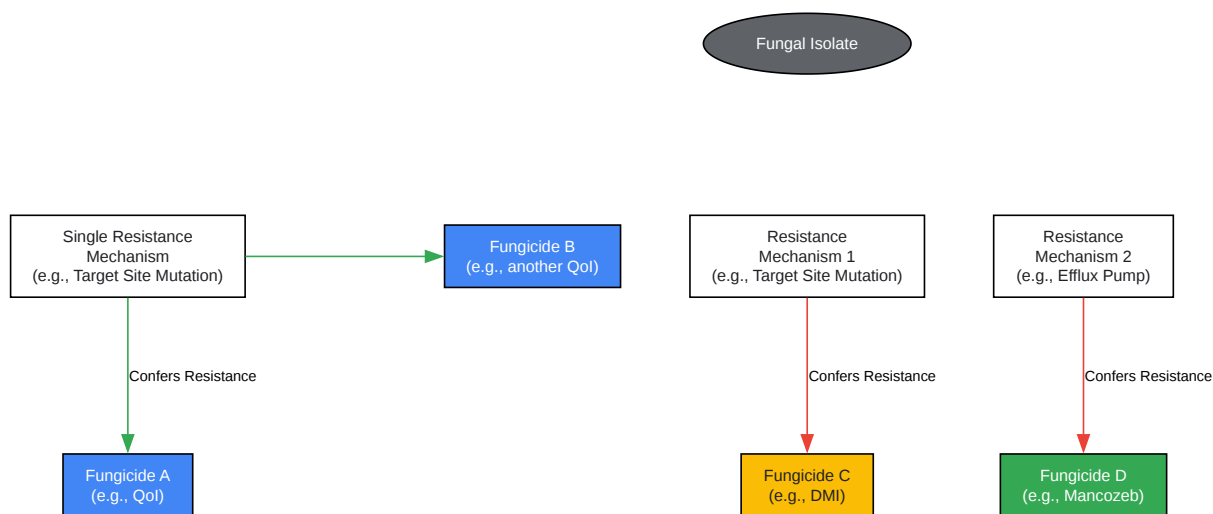 Fungal Isolate
Single Resistance
Mechanism
(e.g., Target Site Mutation)
Fungicide B
(e.g., another QoI)
Resistance
Mechanism 1
(e.g., Target Site Mutation)
Resistance
Mechanism 2
(e.g., Efflux Pump)
Confers Resistance
Confers Resistance
Confers Resistance
Fungicide A
(e.g., QoI)
Fungicide C
(e.g., DMI)
Fungicide D
(e.g., Mancozeb)